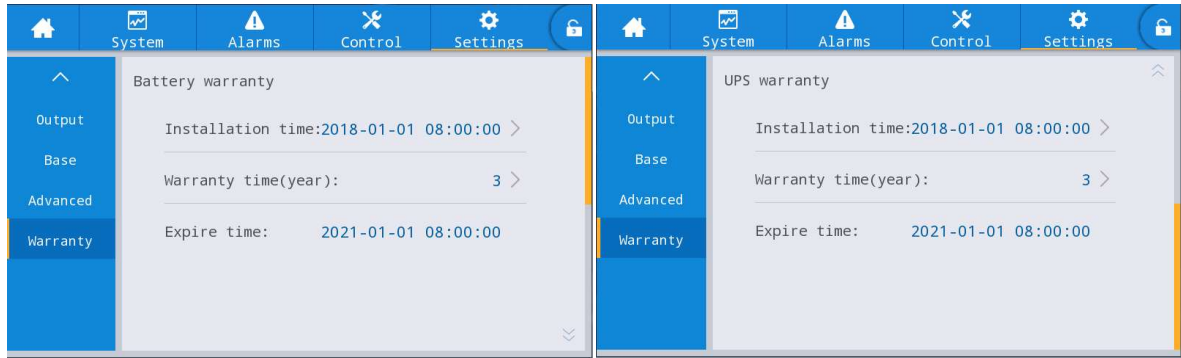 System Alarms Control Settings
Output
Base
Advanced
Warranty
Battery warranty
Installation time:2018-01-01 08:00:00
Warranty time(year): 3
Expire time: 2021-01-01 08:00:00
System Alarms Control Settings
Output
Base
Advanced
Warranty
UPS warranty
Installation time:2018-01-01 08:00:00
Warranty time(year): 3
Expire time: 2021-01-01 08:00:00